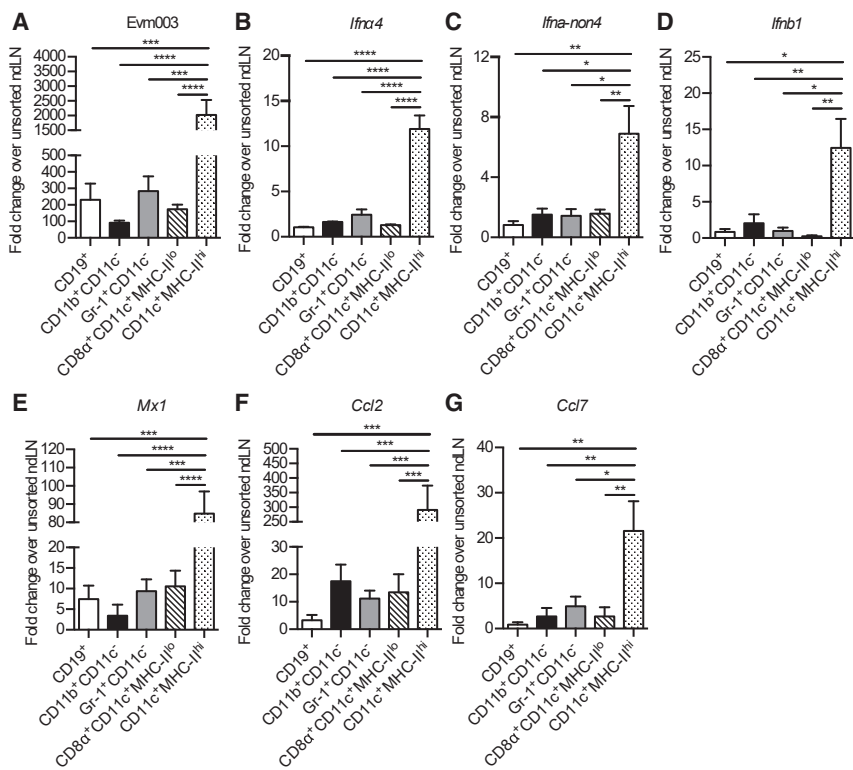 A
Evm003
Fold change over unsorted ndLN
4000
3500
3000
2500
2000
1500
500
400
300
200
100
0
***
****
***
****
CD19⁺
CD11b⁺CD11c⁻
Gr-1⁺CD11c⁻
CD8α⁺CD11c⁺MHC-IIˡᵒ
CD11c⁺MHC-IIʰⁱ
B
Ifnα4
Fold change over unsorted ndLN
20
15
10
5
0
****
****
****
****
CD19⁺
CD11b⁺CD11c⁻
Gr-1⁺CD11c⁻
CD8α⁺CD11c⁺MHC-IIˡᵒ
CD11c⁺MHC-IIʰⁱ
C
Ifna-non4
Fold change over unsorted ndLN
12
8
4
0
**
*
*
**
CD19⁺
CD11b⁺CD11c⁻
Gr-1⁺CD11c⁻
CD8α⁺CD11c⁺MHC-IIˡᵒ
CD11c⁺MHC-IIʰⁱ
D
Ifnb1
Fold change over unsorted ndLN
25
20
15
10
5
0
*
**
*
**
CD19⁺
CD11b⁺CD11c⁻
Gr-1⁺CD11c⁻
CD8α⁺CD11c⁺MHC-IIˡᵒ
CD11c⁺MHC-IIʰⁱ
E
Mx1
Fold change over unsorted ndLN
120
110
100
90
80
20
15
10
5
0
***
****
***
****
CD19⁺
CD11b⁺CD11c⁻
Gr-1⁺CD11c⁻
CD8α⁺CD11c⁺MHC-IIˡᵒ
CD11c⁺MHC-IIʰⁱ
F
Ccl2
Fold change over unsorted ndLN
500
450
400
350
300
250
30
20
10
0
***
***
***
***
CD19⁺
CD11b⁺CD11c⁻
Gr-1⁺CD11c⁻
CD8α⁺CD11c⁺MHC-IIˡᵒ
CD11c⁺MHC-IIʰⁱ
G
Ccl7
Fold change over unsorted ndLN
40
30
20
10
0
**
**
*
**
CD19⁺
CD11b⁺CD11c⁻
Gr-1⁺CD11c⁻
CD8α⁺CD11c⁺MHC-IIˡᵒ
CD11c⁺MHC-IIʰⁱ